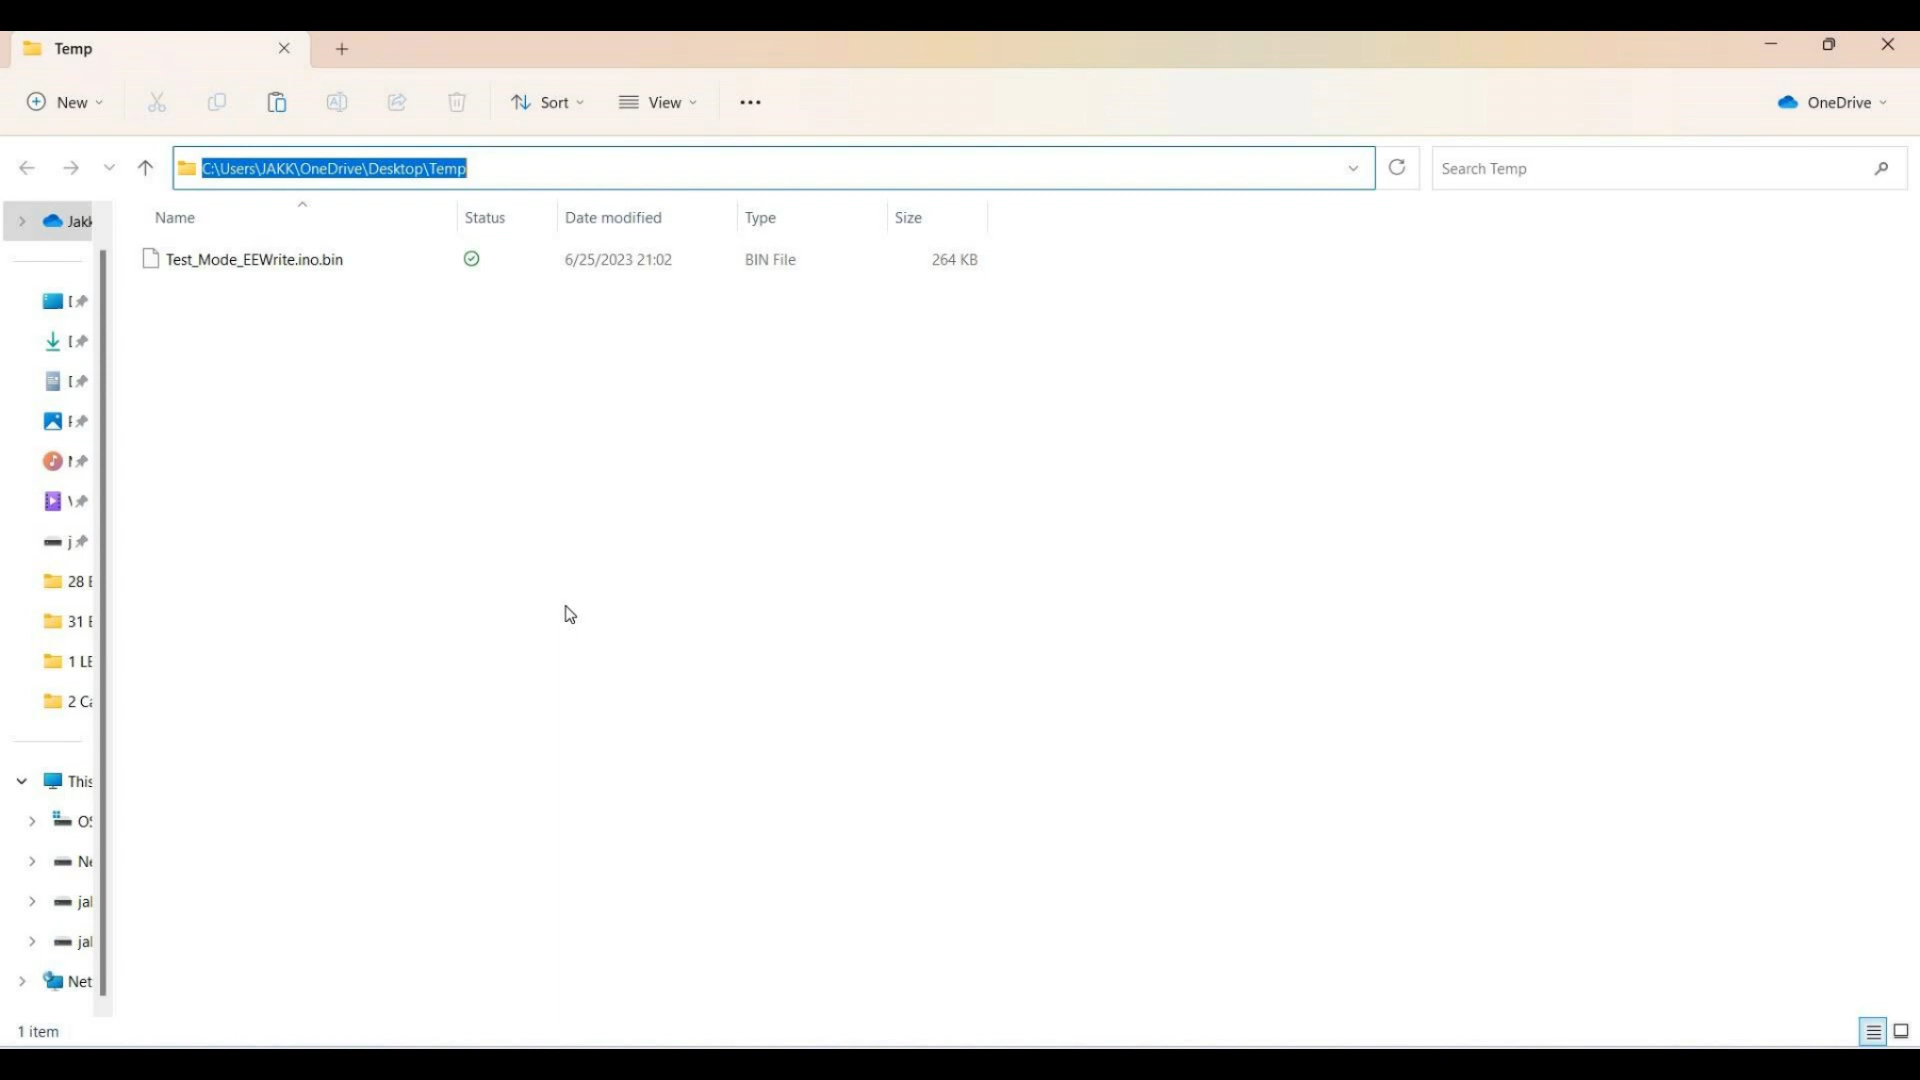 Temp
New
Sort
View
OneDrive
C:\Users\JAKK\OneDrive\Desktop\Temp
Search Temp
Name Status Date modified Type Size
Test_Mode_EEWrite.ino.bin 6/25/2023 21:02 BIN File 264 KB
Jakk
28
31
1
2
This
Net
1 item